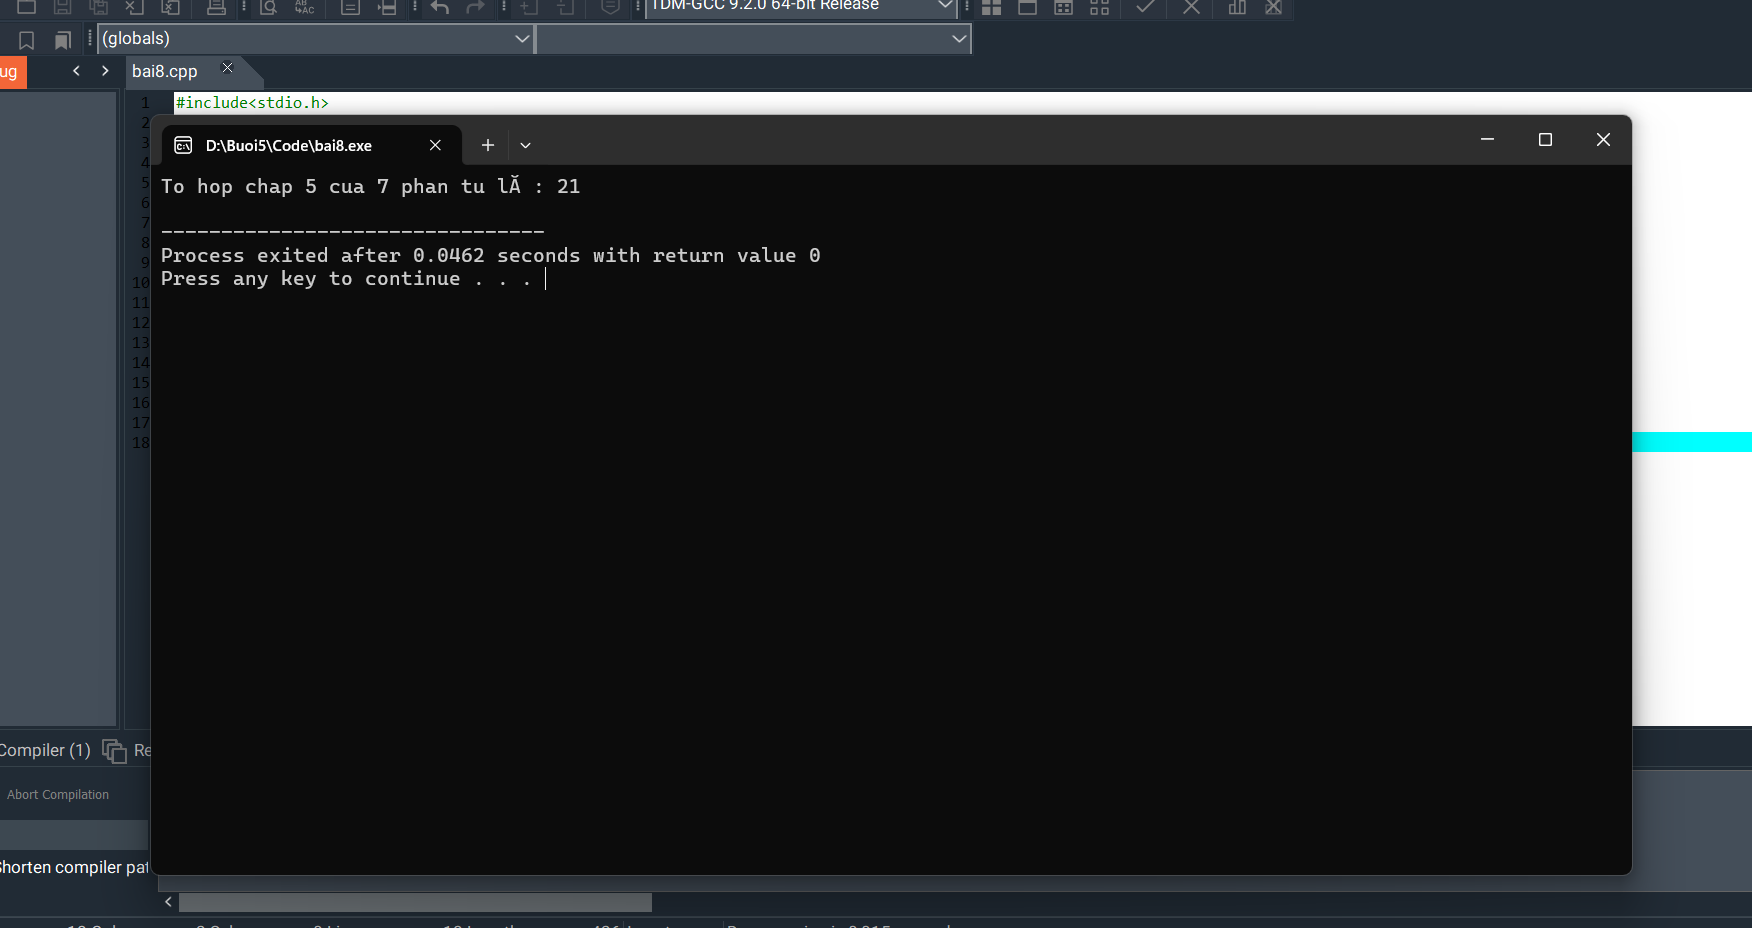 TDM-GCC 9.2.0 64-bit Release
(globals)
ug
bai8.cpp
1 #include<stdio.h>
2
3
4
5
6
7
8
9
10
11
12
13
14
15
16
17
18
D:\Buoi5\Code\bai8.exe
To hop chap 5 cua 7 phan tu lĂ : 21
--------------------------------
Process exited after 0.0462 seconds with return value 0
Press any key to continue . . .
Compiler (1)
Re
Abort Compilation
Shorten compiler pat